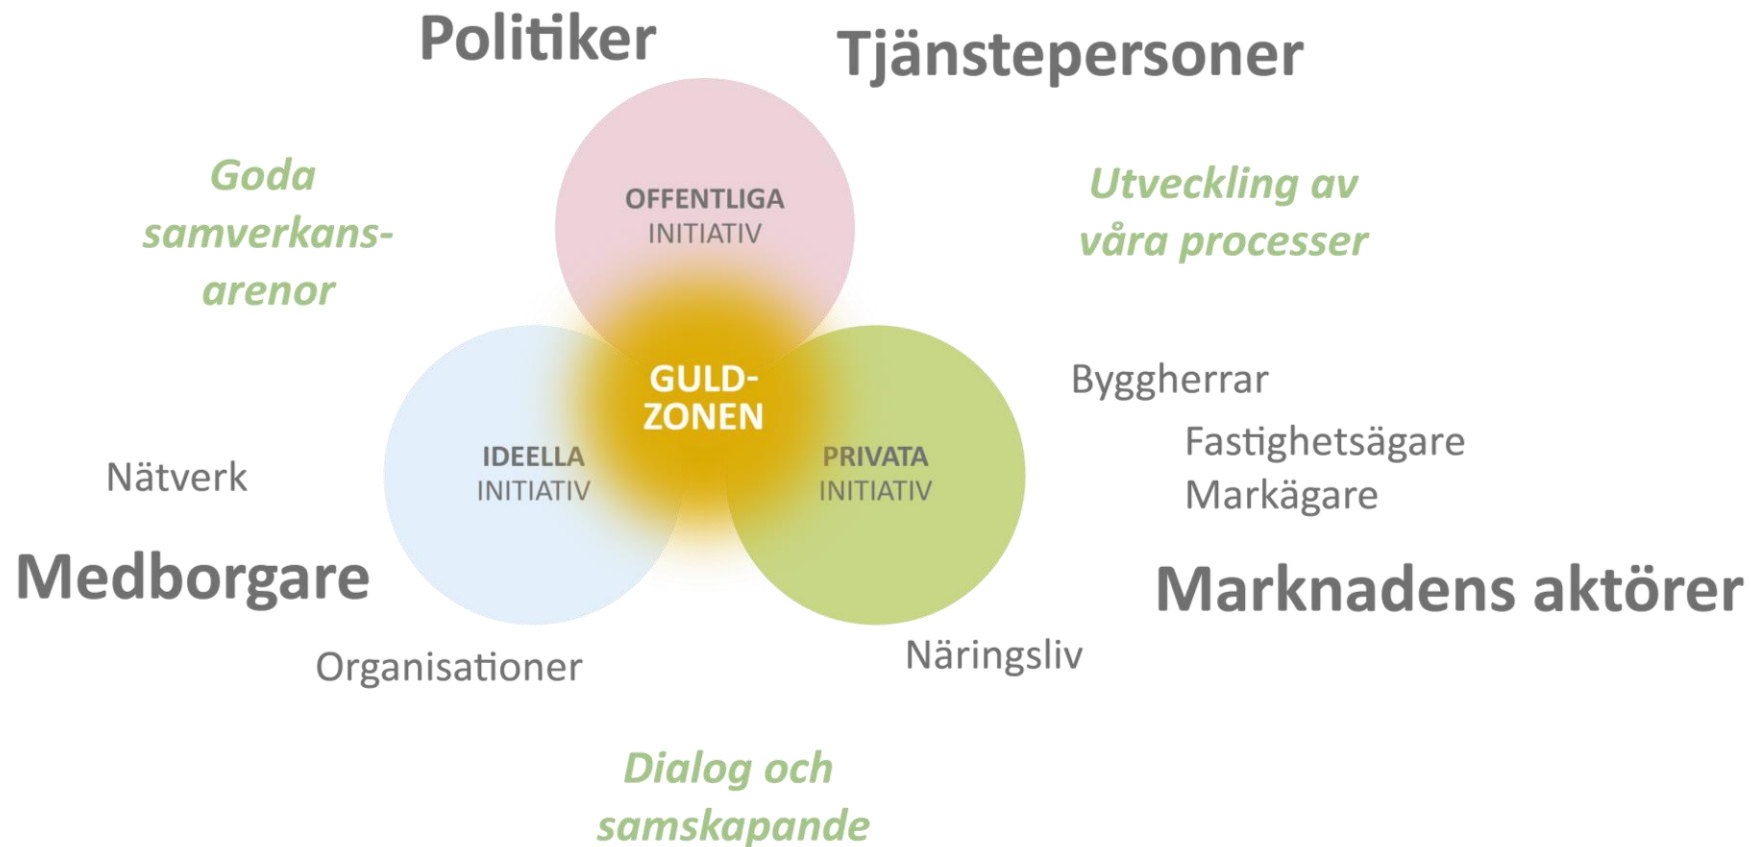 Politiker
Tjänstepersoner
Goda
samverkans-
arenor
OFFENTLIGA
INITIATIV
Utveckling av
våra processer
GULD-
ZONEN
Byggherrar
Fastighetsägare
Markägare
IDEELLA
INITIATIV
PRIVATA
INITIATIV
Nätverk
Medborgare
Marknadens aktörer
Organisationer
Näringsliv
Dialog och
samskapande